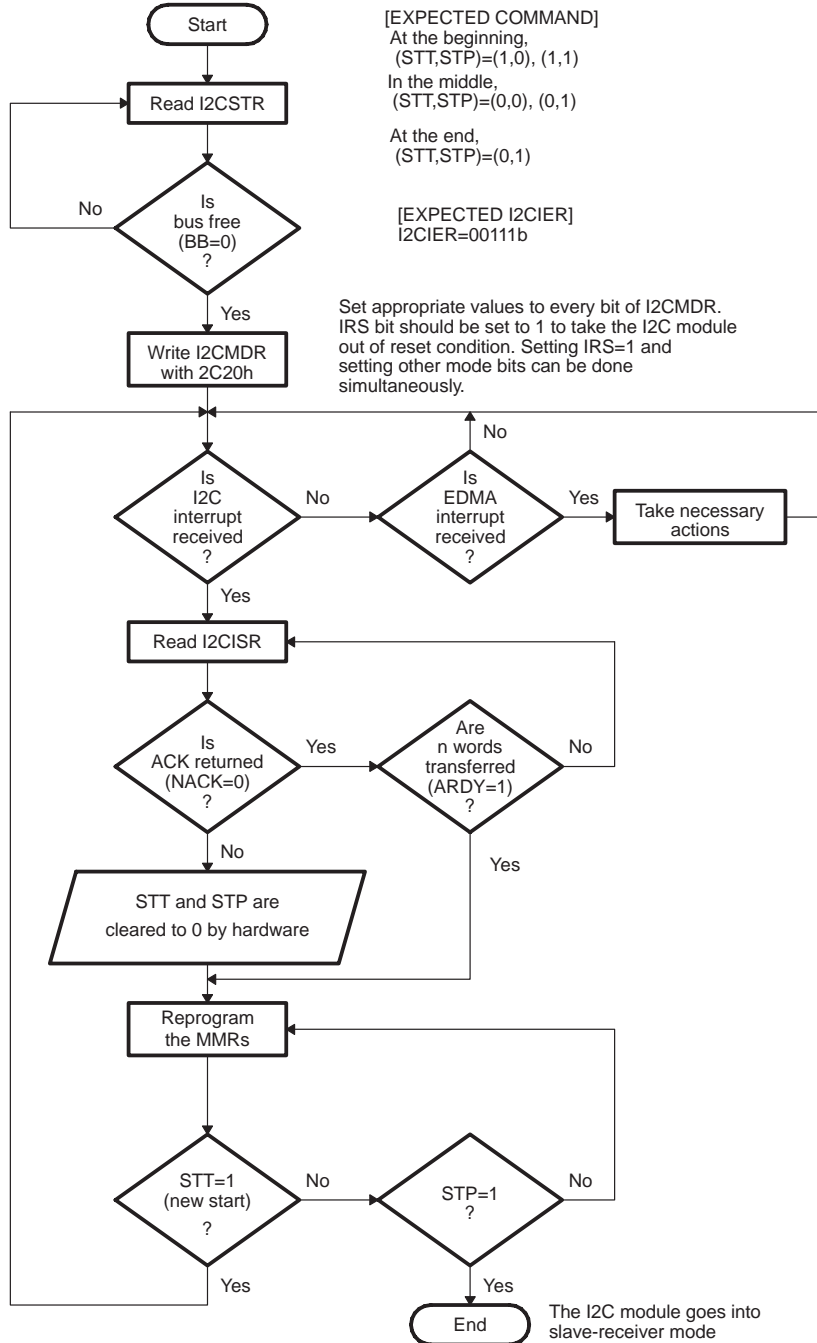 Start
[EXPECTED COMMAND]
At the beginning,
(STT,STP)=(1,0), (1,1)
In the middle,
(STT,STP)=(0,0), (0,1)
At the end,
(STT,STP)=(0,1)
Read I2CSTR
Is
bus free
(BB=0)
?
No
Yes
[EXPECTED I2CIER]
I2CIER=00111b
Write I2CMDR
with 2C20h
Set appropriate values to every bit of I2CMDR.
IRS bit should be set to 1 to take the I2C module
out of reset condition. Setting IRS=1 and
setting other mode bits can be done
simultaneously.
Is
I2C
interrupt
received
?
No
Yes
Is
EDMA
interrupt
received
?
No
Yes
Take necessary
actions
Read I2CISR
Is
ACK returned
(NACK=0)
?
Yes
No
Are
n words
transferred
(ARDY=1)
?
No
Yes
STT and STP are
cleared to 0 by hardware
Reprogram
the MMRs
STT=1
(new start)
?
No
Yes
STP=1
?
No
Yes
End
The I2C module goes into
slave-receiver mode